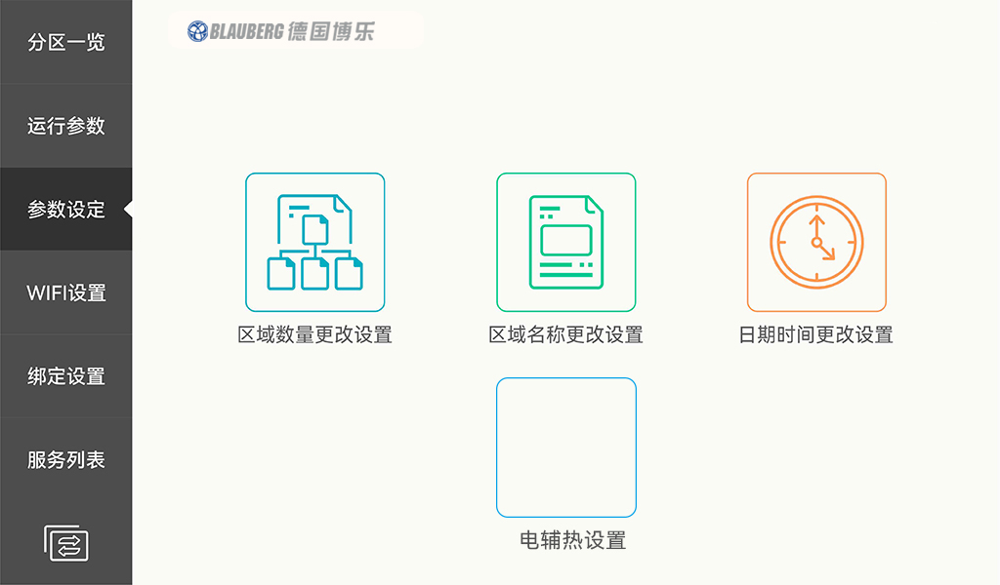 分区一览
运行参数
参数设定
WIFI设置
绑定设置
服务列表
BLAUBERG 德国博乐
区域数量更改设置
区域名称更改设置
日期时间更改设置
电辅热设置